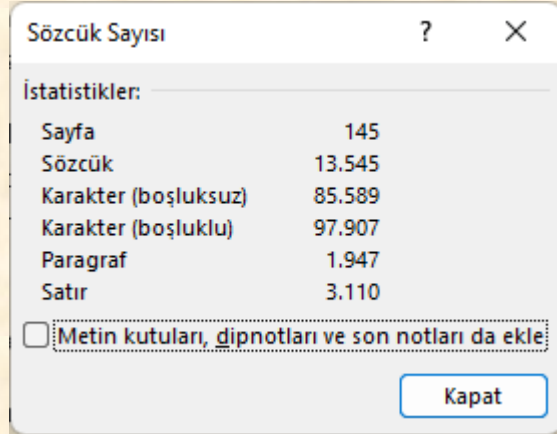 Sözcük Sayısı ? ×
İstatistikler:
Sayfa 145
Sözcük 13.545
Karakter (boşluksuz) 85.589
Karakter (boşluklu) 97.907
Paragraf 1.947
Satır 3.110
Metin kutuları, dipnotları ve son notları da ekle
Kapat